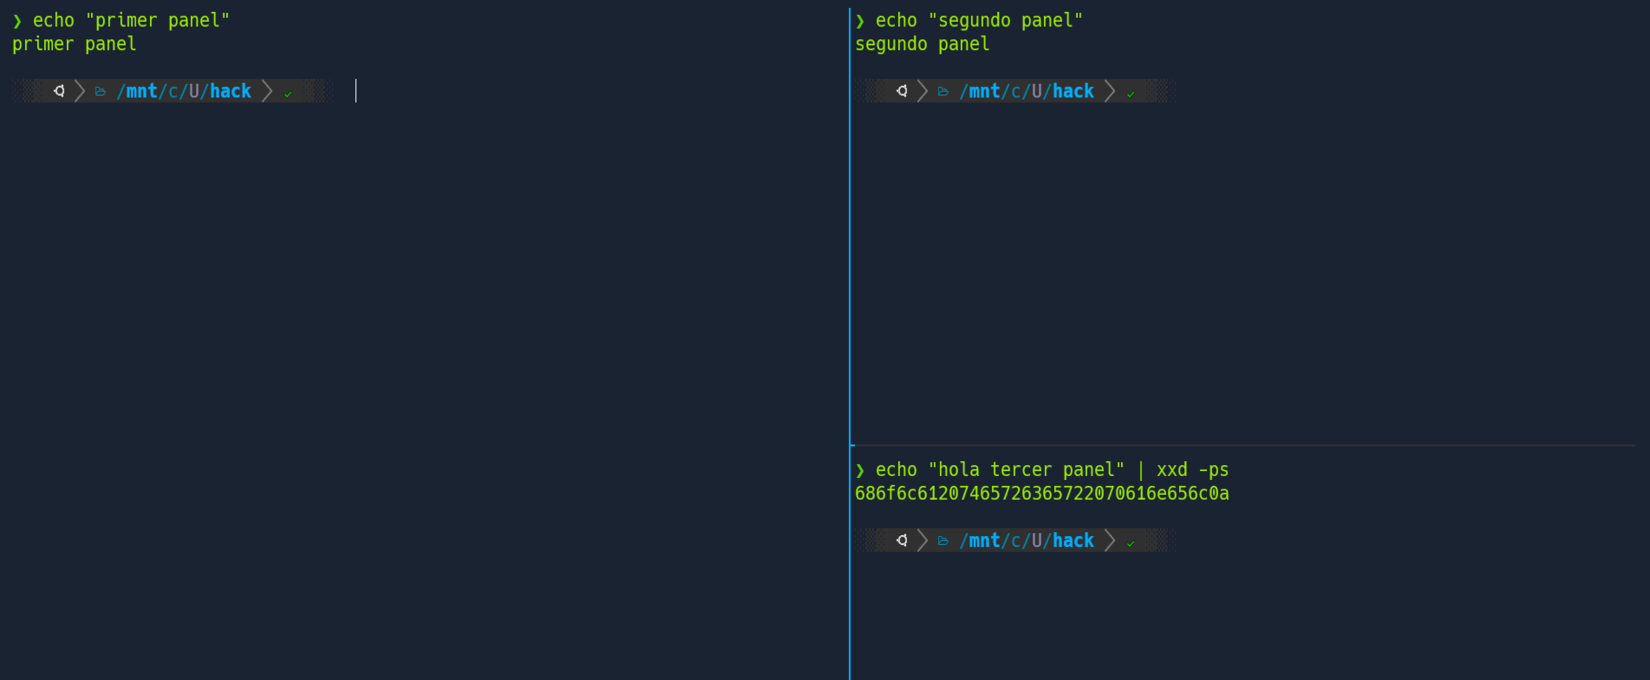 ❯ echo "primer panel"
primer panel
/mnt/c/U/hack ✓
❯ echo "segundo panel"
segundo panel
/mnt/c/U/hack ✓
❯ echo "hola tercer panel" | xxd -ps
686f6c612074657263657222070616e656c0a
/mnt/c/U/hack ✓